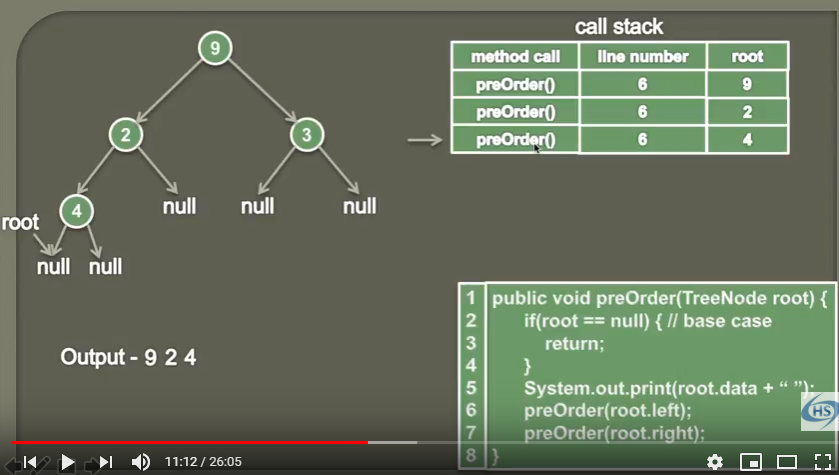 call stack
method call line number root
preOrder() 6 9
preOrder() 6 2
preOrder() 6 4
9
2 3
4 null null null
root
null null
Output - 9 2 4
1 public void preOrder(TreeNode root) {
2 if(root == null) { // base case
3 return;
4 }
5 System.out.print(root.data + “ ”);
6 preOrder(root.left);
7 preOrder(root.right);
8 }
HS
11:12 / 26:05